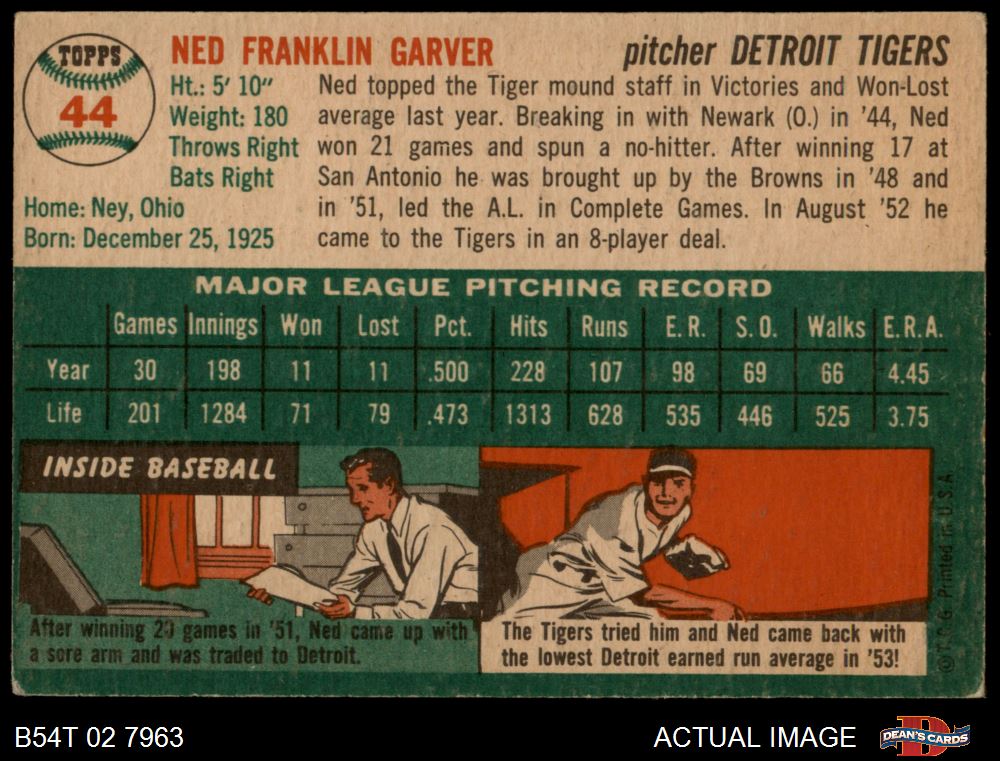 TOPPS
44
NED FRANKLIN GARVER
pitcher DETROIT TIGERS
Ht.: 5' 10"
Weight: 180
Throws Right
Bats Right
Home: Ney, Ohio
Born: December 25, 1925
Ned topped the Tiger mound staff in Victories and Won-Lost
average last year. Breaking in with Newark (O.) in '44, Ned
won 21 games and spun a no-hitter. After winning 17 at
San Antonio he was brought up by the Browns in '48 and
in '51, led the A.L. in Complete Games. In August '52 he
came to the Tigers in an 8-player deal.
MAJOR LEAGUE PITCHING RECORD
Games Innings Won Lost Pct. Hits Runs E. R. S. O. Walks E.R.A.
Year 30 198 11 11 .500 228 107 98 69 66 4.45
Life 201 1284 71 79 .473 1313 628 535 446 525 3.75
INSIDE BASEBALL
After winning 20 games in '51, Ned came up with
a sore arm and was traded to Detroit.
The Tigers tried him and Ned came back with
the lowest Detroit earned run average in '53!
© T. C. G. Printed in U.S.A.
B54T 02 7963
ACTUAL IMAGE
DEAN'S CARDS